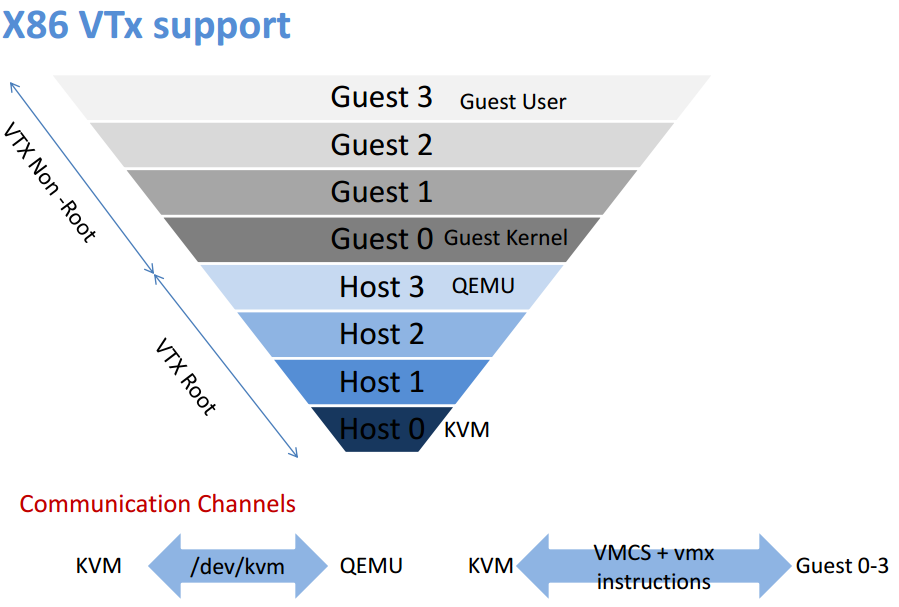 X86 VTx support
Guest 3 Guest User
Guest 2
Guest 1
Guest 0 Guest Kernel
Host 3 QEMU
Host 2
Host 1
Host 0 KVM
VTX Non -Root
VTX Root
Communication Channels
KVM /dev/kvm QEMU
KVM VMCS + vmx instructions Guest 0-3